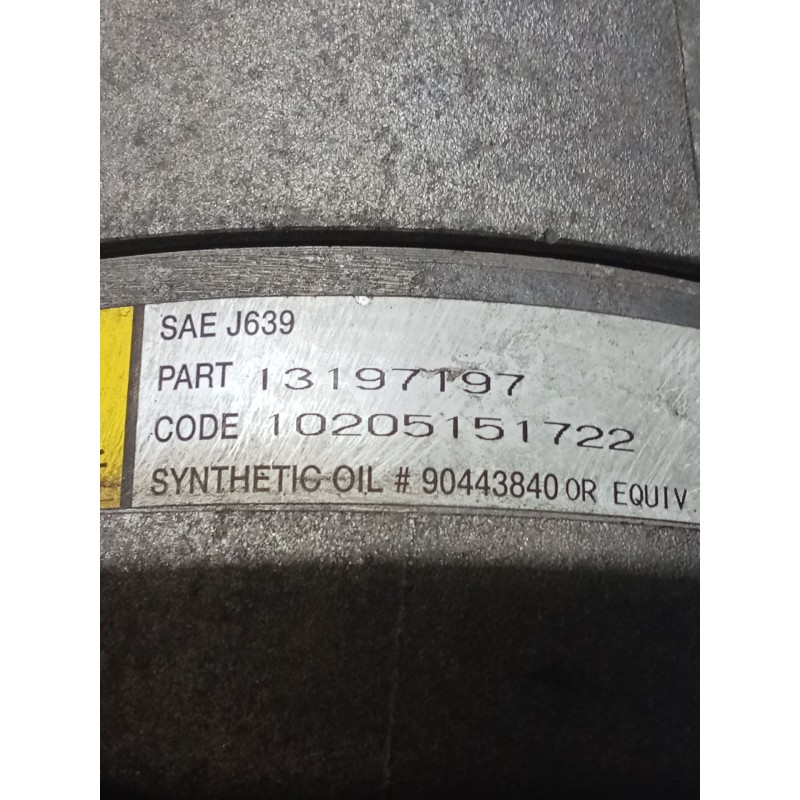 SAE J639
PART 13197197
CODE 10205151722
SYNTHETIC OIL # 90443840 OR EQUIV